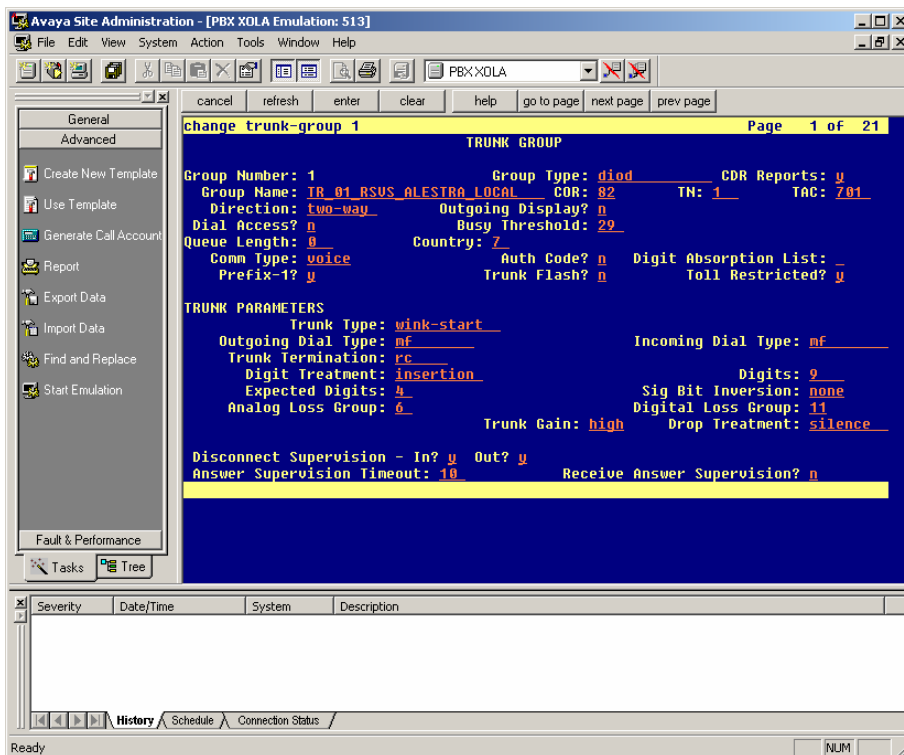 Avaya Site Administration - [PBX XOLA Emulation: 513]
File Edit View System Action Tools Window Help
PBX XOLA
cancel refresh enter clear help go to page next page prev page
General
Advanced
Create New Template
Use Template
Generate Call Account
Report
Export Data
Import Data
Find and Replace
Start Emulation
Fault & Performance
Tasks Tree
change trunk-group 1 Page 1 of 21
TRUNK GROUP
Group Number: 1 Group Type: diod CDR Reports: y
Group Name: TR_01_RSVS_ALESTRA_LOCAL COR: 82 TN: 1 TAC: 701
Direction: two-way Outgoing Display? n
Dial Access? n Busy Threshold: 29
Queue Length: 0 Country: 7
Comm Type: voice Auth Code? n Digit Absorption List: _
Prefix-1? y Trunk Flash? n Toll Restricted? y
TRUNK PARAMETERS
Trunk Type: wink-start
Outgoing Dial Type: mf Incoming Dial Type: mf
Trunk Termination: rc
Digit Treatment: insertion Digits: 9
Expected Digits: 4 Sig Bit Inversion: none
Analog Loss Group: 6 Digital Loss Group: 11
Trunk Gain: high Drop Treatment: silence
Disconnect Supervision - In? y Out? y
Answer Supervision Timeout: 10 Receive Answer Supervision? n
Severity Date/Time System Description
History Schedule Connection Status
Ready NUM